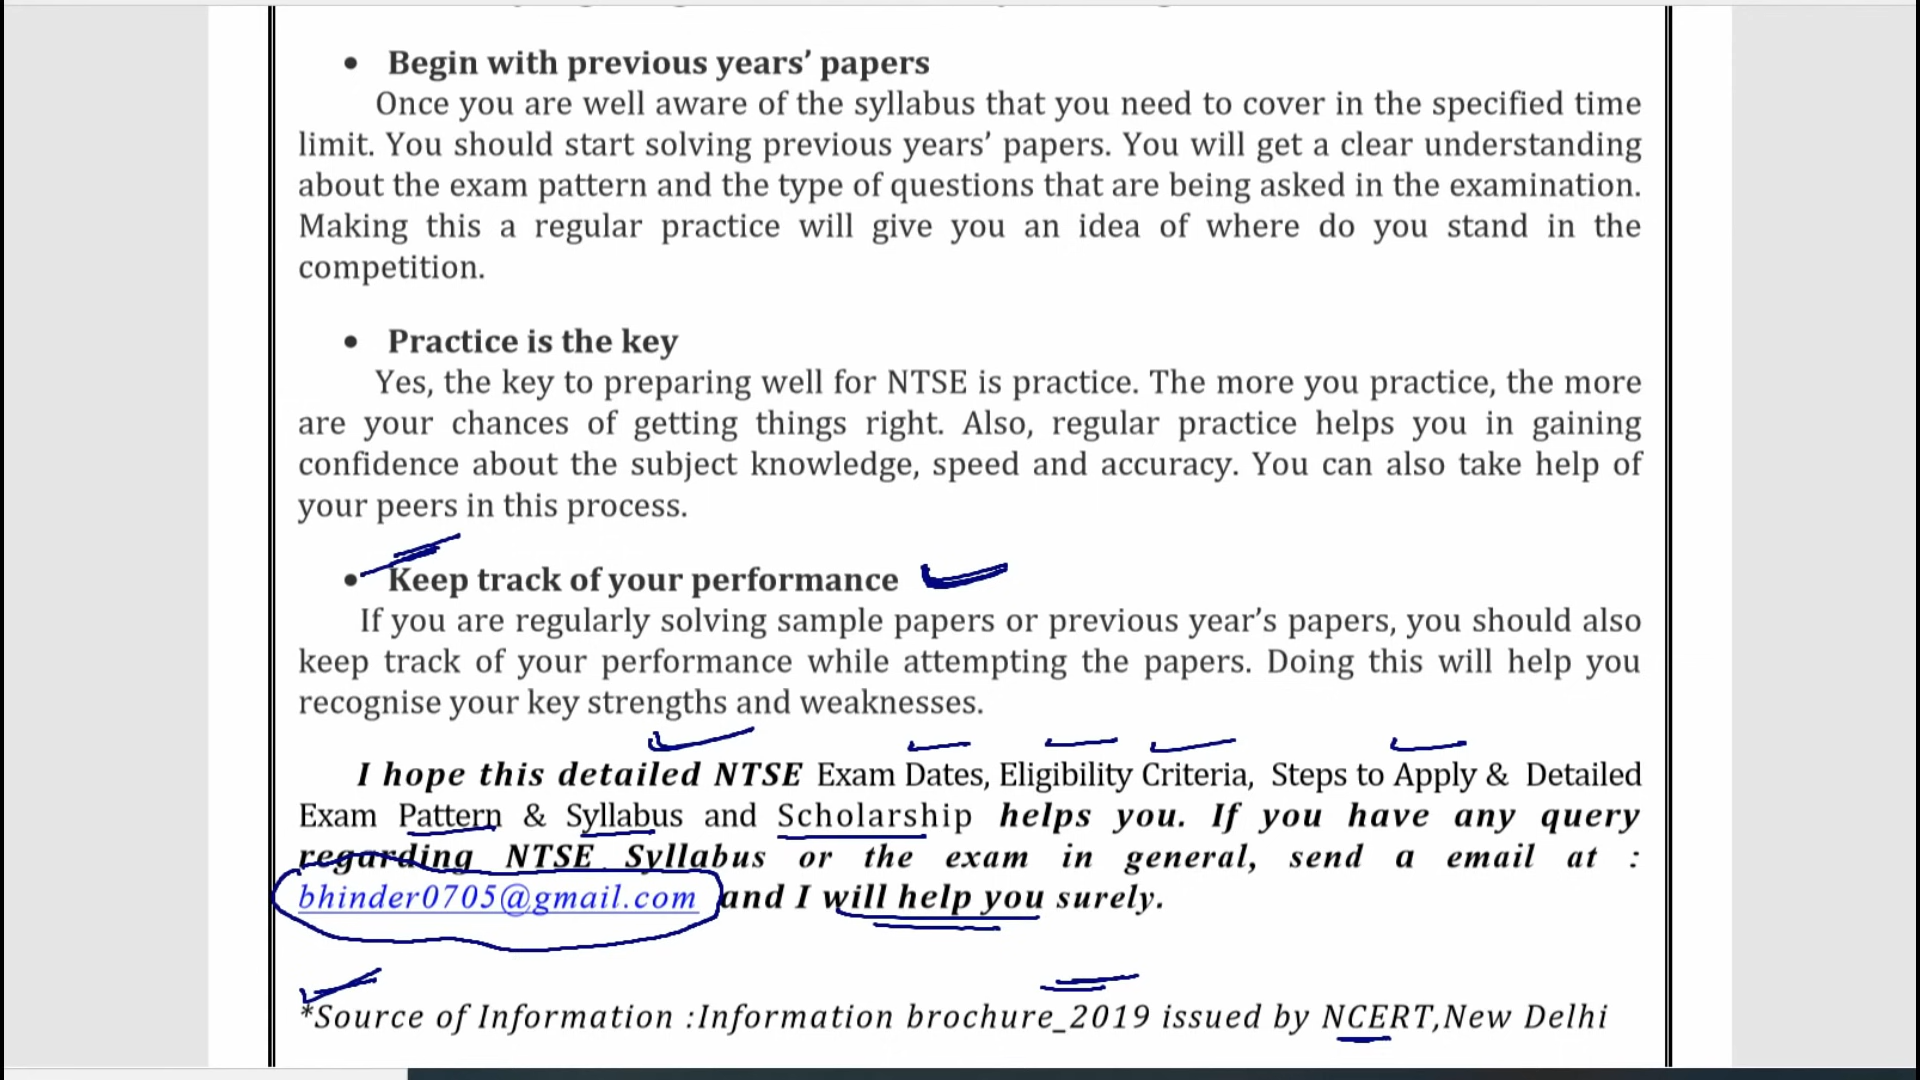 • Begin with previous years’ papers
Once you are well aware of the syllabus that you need to cover in the specified time
limit. You should start solving previous years’ papers. You will get a clear understanding
about the exam pattern and the type of questions that are being asked in the examination.
Making this a regular practice will give you an idea of where do you stand in the
competition.
• Practice is the key
Yes, the key to preparing well for NTSE is practice. The more you practice, the more
are your chances of getting things right. Also, regular practice helps you in gaining
confidence about the subject knowledge, speed and accuracy. You can also take help of
your peers in this process.
• Keep track of your performance
If you are regularly solving sample papers or previous year’s papers, you should also
keep track of your performance while attempting the papers. Doing this will help you
recognise your key strengths and weaknesses.
I hope this detailed NTSE Exam Dates, Eligibility Criteria, Steps to Apply & Detailed
Exam Pattern & Syllabus and Scholarship helps you. If you have any query
regarding NTSE Syllabus or the exam in general, send a email at :
bhinder0705@gmail.com and I will help you surely.
*Source of Information :Information brochure_2019 issued by NCERT,New Delhi